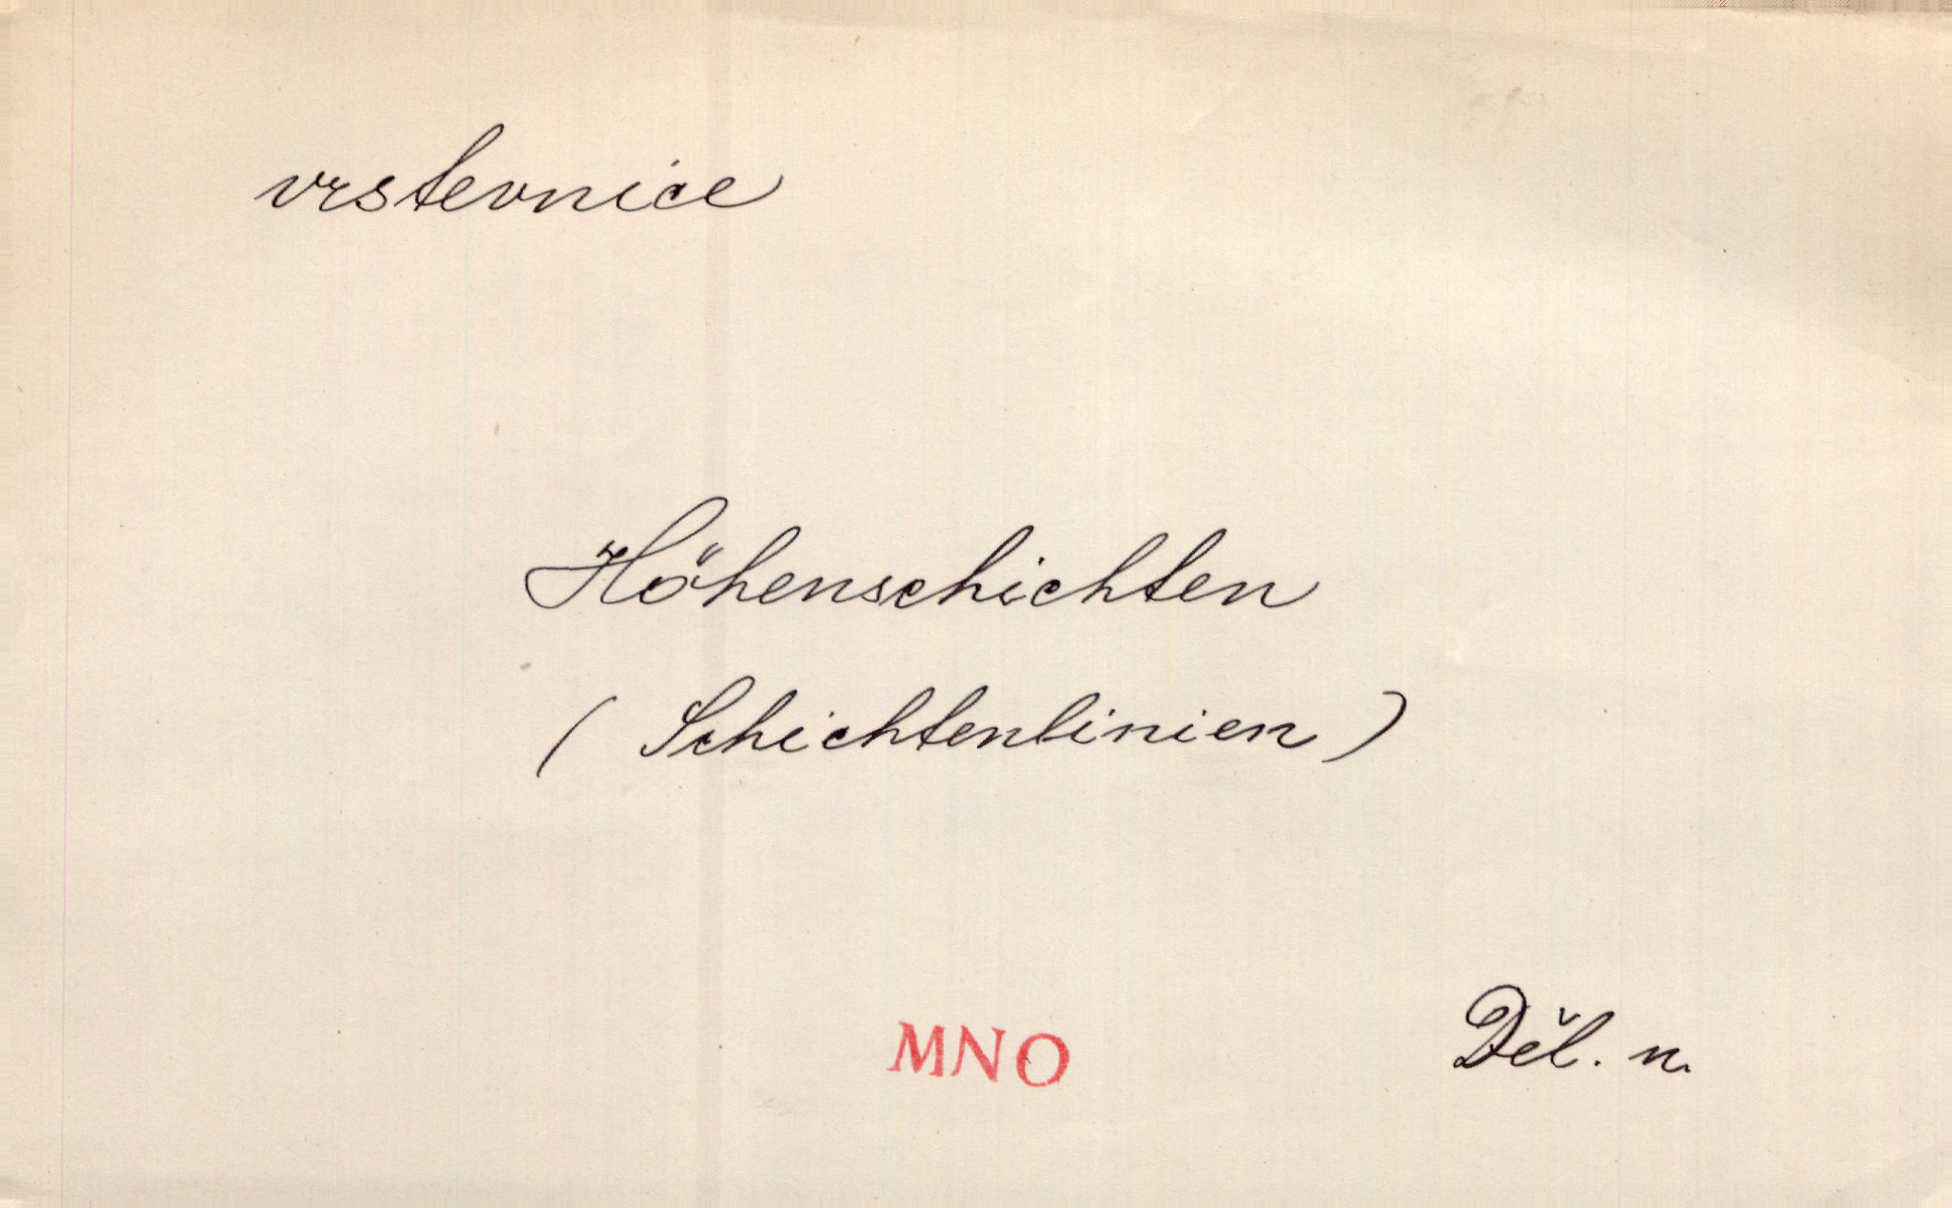 vrstevnice
Höhenschichten
( Schichtenlinien )
MNO
Děl. n.